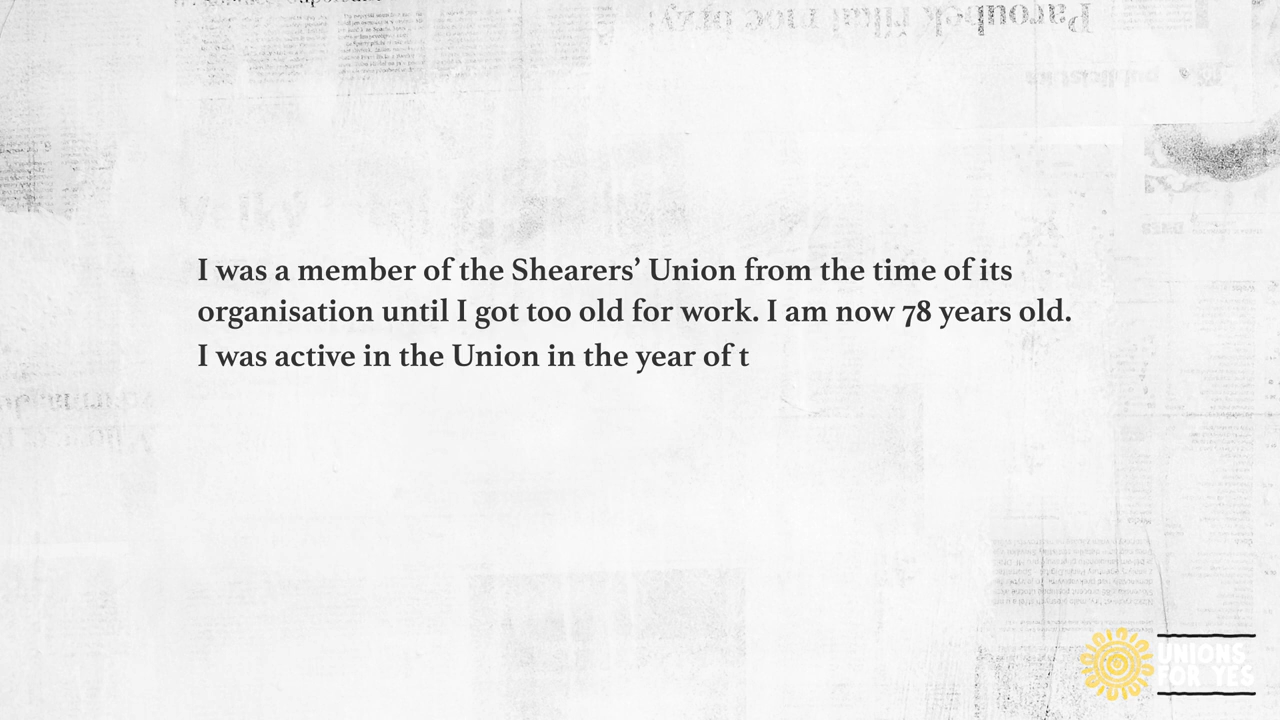 I was a member of the Shearers’ Union from the time of its
organisation until I got too old for work. I am now 78 years old.
I was active in the Union in the year of t
UNIONS
FOR YES